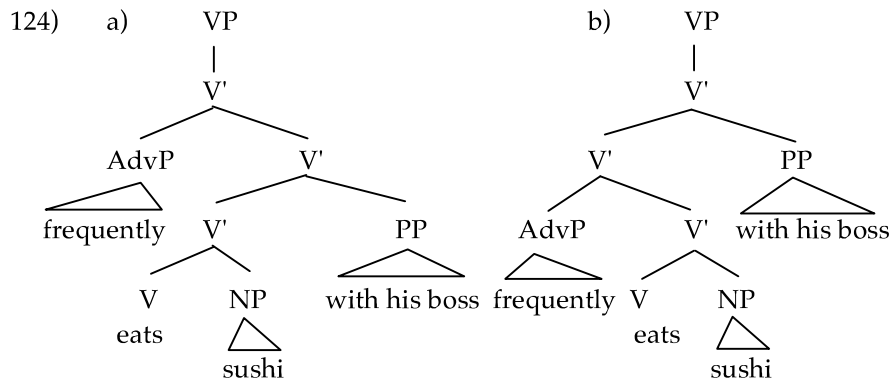 124) a) VP b) VP
V' V'
AdvP V' V' PP
frequently V' PP AdvP V' with his boss
V NP with his boss frequently V NP
eats sushi eats sushi